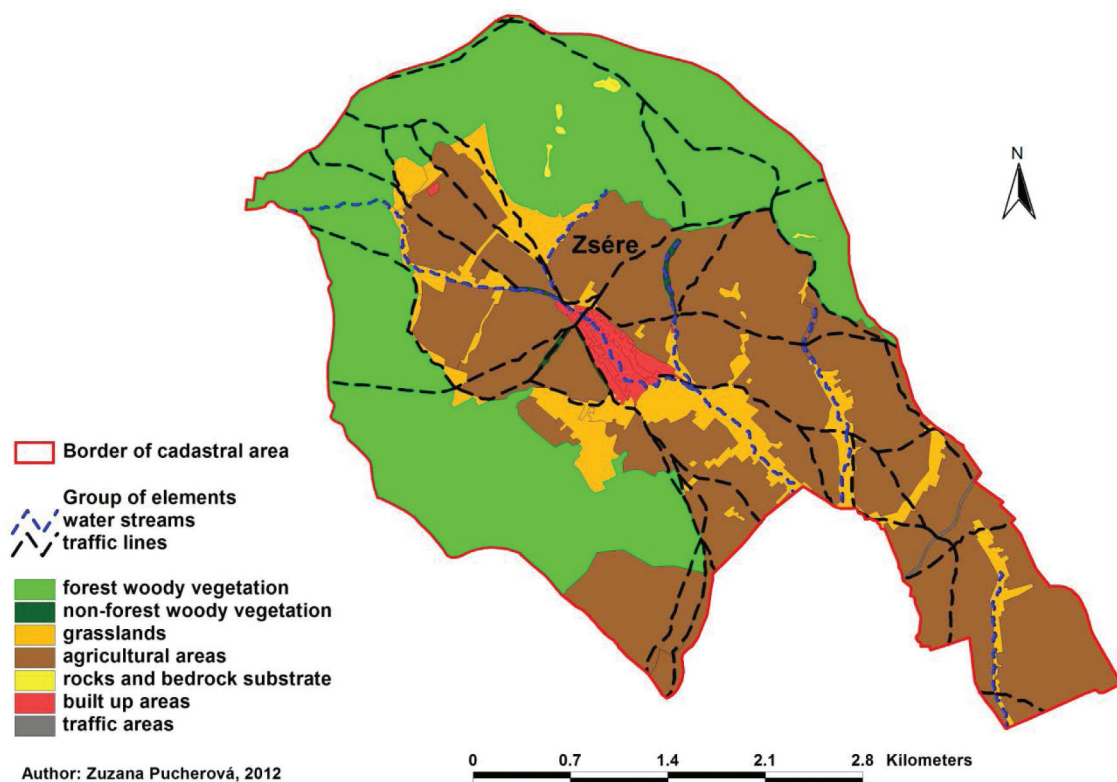 N
Zsére
Border of cadastral area
Group of elements
water streams
traffic lines
forest woody vegetation
non-forest woody vegetation
grasslands
agricultural areas
rocks and bedrock substrate
built up areas
traffic areas
Author: Zuzana Pucherová, 2012
0 0.7 1.4 2.1 2.8 Kilometers